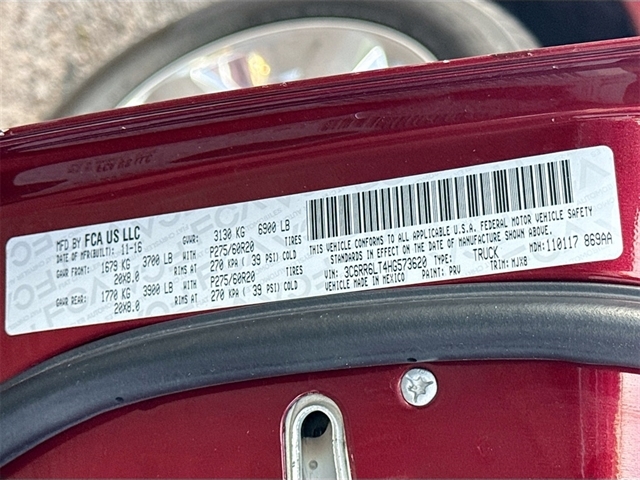 MFD BY FCA US LLC
DATE OF MFR(BUILT): 11-16 GVWR: 3130 KG 6900 LB
GAWR FRONT: 1679 KG 3700 LB P275/60R20 TIRES
20X8.0 RIMS AT 270 KPA ( 39 PSI) COLD
GAWR REAR: 1770 KG 3900 LB P275/60R20 TIRES
20X8.0 RIMS AT 270 KPA ( 39 PSI) COLD
THIS VEHICLE CONFORMS TO ALL APPLICABLE U.S.A. FEDERAL MOTOR VEHICLE SAFETY
STANDARDS IN EFFECT ON THE DATE OF MANUFACTURE SHOWN ABOVE.
VIN: 3C6RR6LT4HG573620 TYPE: TRUCK MDH: 110117 869AA
VEHICLE MADE IN MEXICO PAINT: PRV TRIM: MJX8